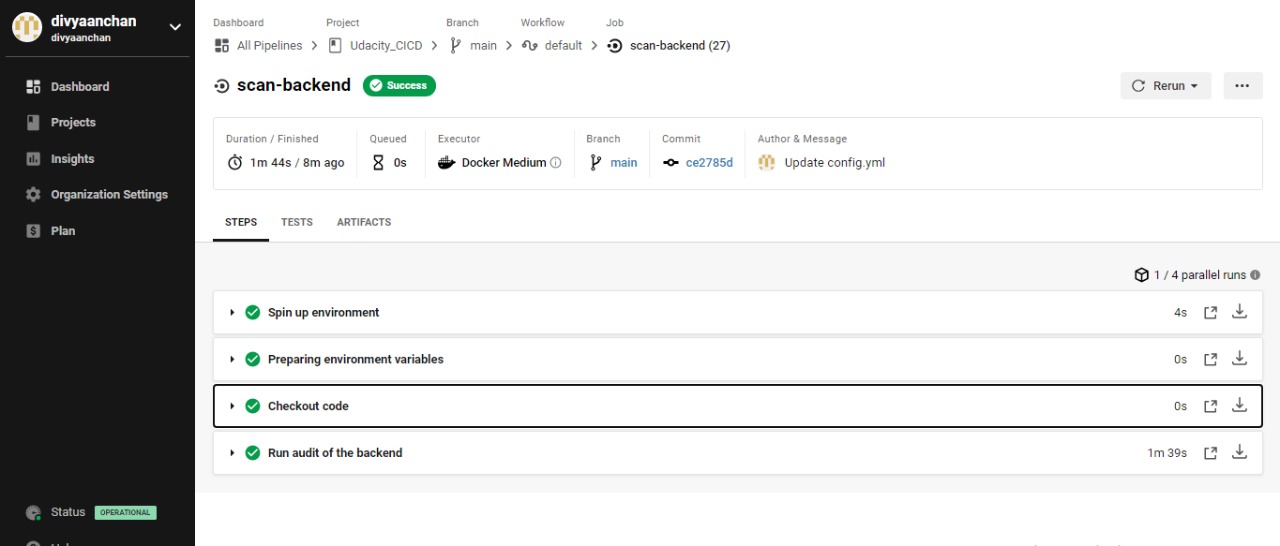 divyaanchan
divyaanchan
Dashboard
Projects
Insights
Organization Settings
Plan
Status OPERATIONAL
Dashboard Project Branch Workflow Job
All Pipelines Udacity_CICD main default scan-backend (27)
scan-backend Success Rerun
Duration / Finished Queued Executor Branch Commit Author & Message
1m 44s / 8m ago 0s Docker Medium main ce2785d Update config.yml
STEPS TESTS ARTIFACTS
1 / 4 parallel runs
Spin up environment 4s
Preparing environment variables 0s
Checkout code 0s
Run audit of the backend 1m 39s